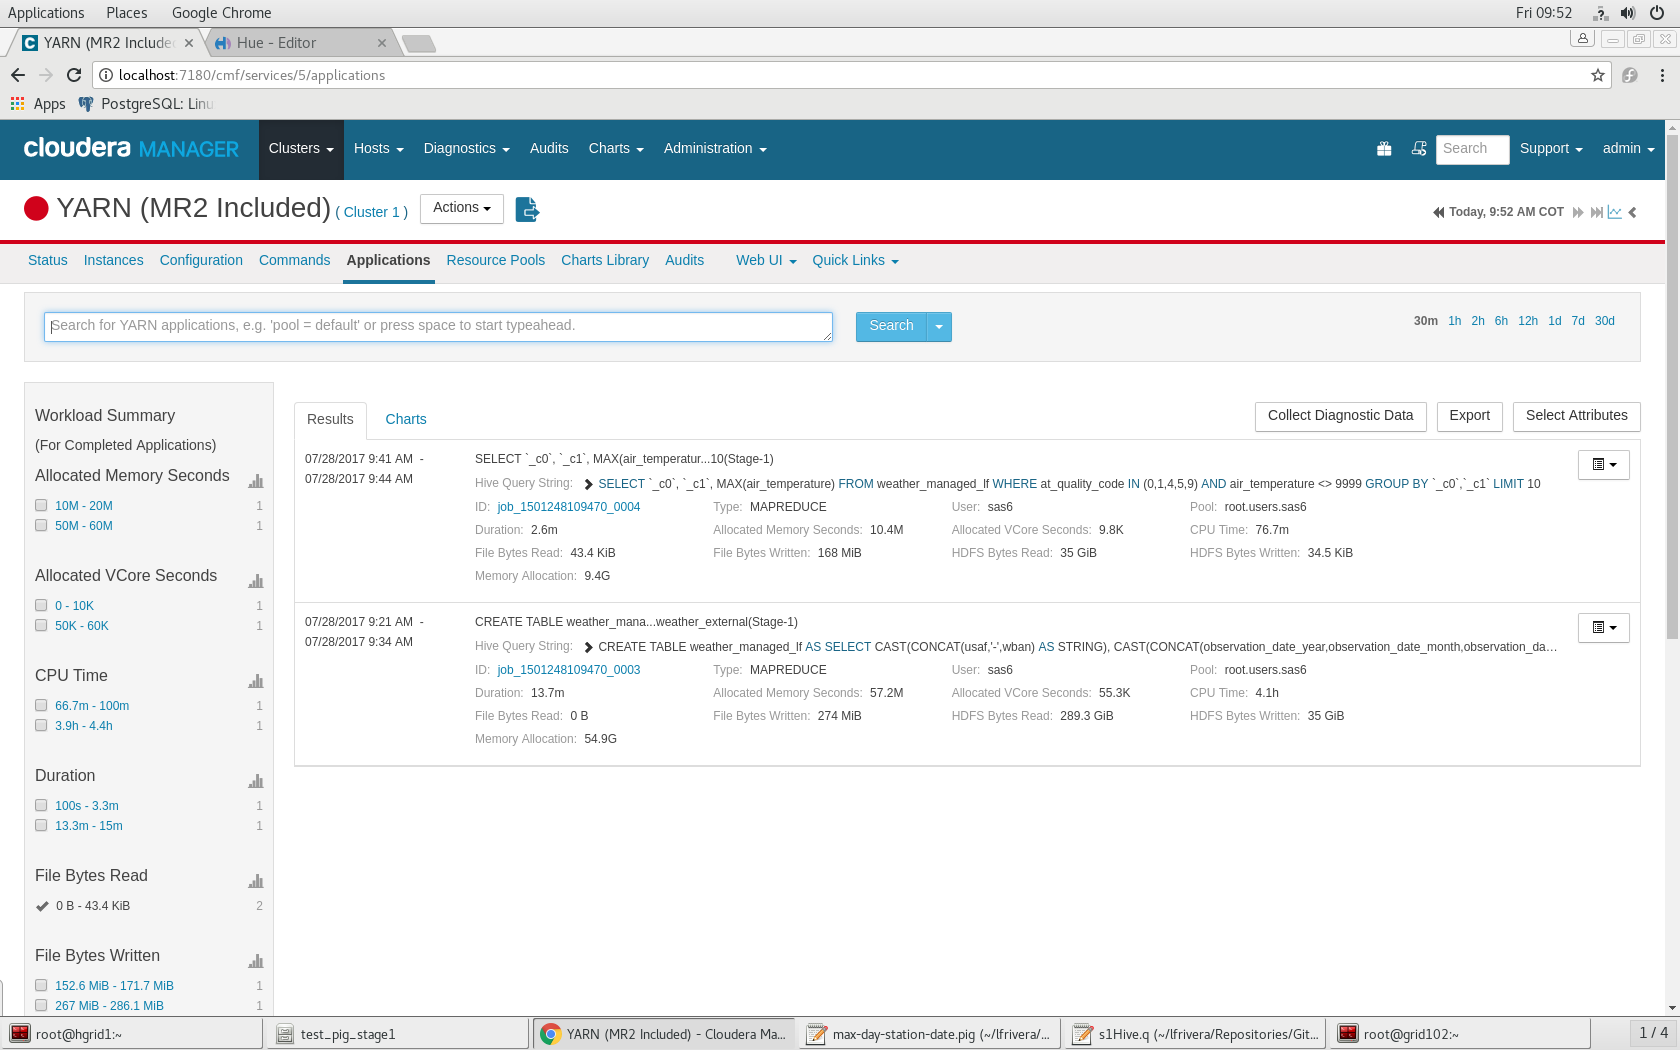 Applications Places Google Chrome Fri 09:52
YARN (MR2 Include Hue - Editor
localhost:7180/cmf/services/5/applications
Apps PostgreSQL: Linu
cloudera MANAGER Clusters Hosts Diagnostics Audits Charts Administration Search Support admin
YARN (MR2 Included) ( Cluster 1 ) Actions Today, 9:52 AM COT
Status Instances Configuration Commands Applications Resource Pools Charts Library Audits Web UI Quick Links
Search for YARN applications, e.g. 'pool = default' or press space to start typeahead. Search 30m 1h 2h 6h 12h 1d 7d 30d
Workload Summary
(For Completed Applications)
Allocated Memory Seconds
10M - 20M 1
50M - 60M 1
Allocated VCore Seconds
0 - 10K 1
50K - 60K 1
CPU Time
66.7m - 100m 1
3.9h - 4.4h 1
Duration
100s - 3.3m 1
13.3m - 15m 1
File Bytes Read
0 B - 43.4 KiB 2
File Bytes Written
152.6 MiB - 171.7 MiB 1
267 MiB - 286.1 MiB 1
Results Charts Collect Diagnostic Data Export Select Attributes
07/28/2017 9:41 AM - SELECT `_c0`, `_c1`, MAX(air_temperatur...10(Stage-1)
07/28/2017 9:44 AM Hive Query String: SELECT `_c0`, `_c1`, MAX(air_temperature) FROM weather_managed_lf WHERE at_quality_code IN (0,1,4,5,9) AND air_temperature <> 9999 GROUP BY `_c0`,`_c1` LIMIT 10
ID: job_1501248109470_0004 Type: MAPREDUCE User: sas6 Pool: root.users.sas6
Duration: 2.6m Allocated Memory Seconds: 10.4M Allocated VCore Seconds: 9.8K CPU Time: 76.7m
File Bytes Read: 43.4 KiB File Bytes Written: 168 MiB HDFS Bytes Read: 35 GiB HDFS Bytes Written: 34.5 KiB
Memory Allocation: 9.4G
07/28/2017 9:21 AM - CREATE TABLE weather_mana...weather_external(Stage-1)
07/28/2017 9:34 AM Hive Query String: CREATE TABLE weather_managed_lf AS SELECT CAST(CONCAT(usaf,'-',wban) AS STRING), CAST(CONCAT(observation_date_year,observation_date_month,observation_da…
ID: job_1501248109470_0003 Type: MAPREDUCE User: sas6 Pool: root.users.sas6
Duration: 13.7m Allocated Memory Seconds: 57.2M Allocated VCore Seconds: 55.3K CPU Time: 4.1h
File Bytes Read: 0 B File Bytes Written: 274 MiB HDFS Bytes Read: 289.3 GiB HDFS Bytes Written: 35 GiB
Memory Allocation: 54.9G
root@hgrid1:~ test_pig_stage1 YARN (MR2 Included) - Cloudera Ma... max-day-station-date.pig (~/lfrivera/... s1Hive.q (~/lfrivera/Repositories/Git... root@grid102:~ 1 / 4